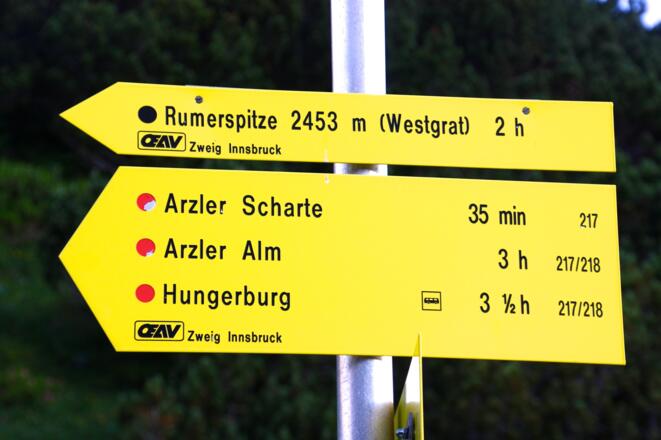 Rumerspitze 2453 m (Westgrat) 2 h
OEAV Zweig Innsbruck
Arzler Scharte 35 min 217
Arzler Alm 3 h 217/218
Hungerburg 3 ½ h 217/218
OEAV Zweig Innsbruck